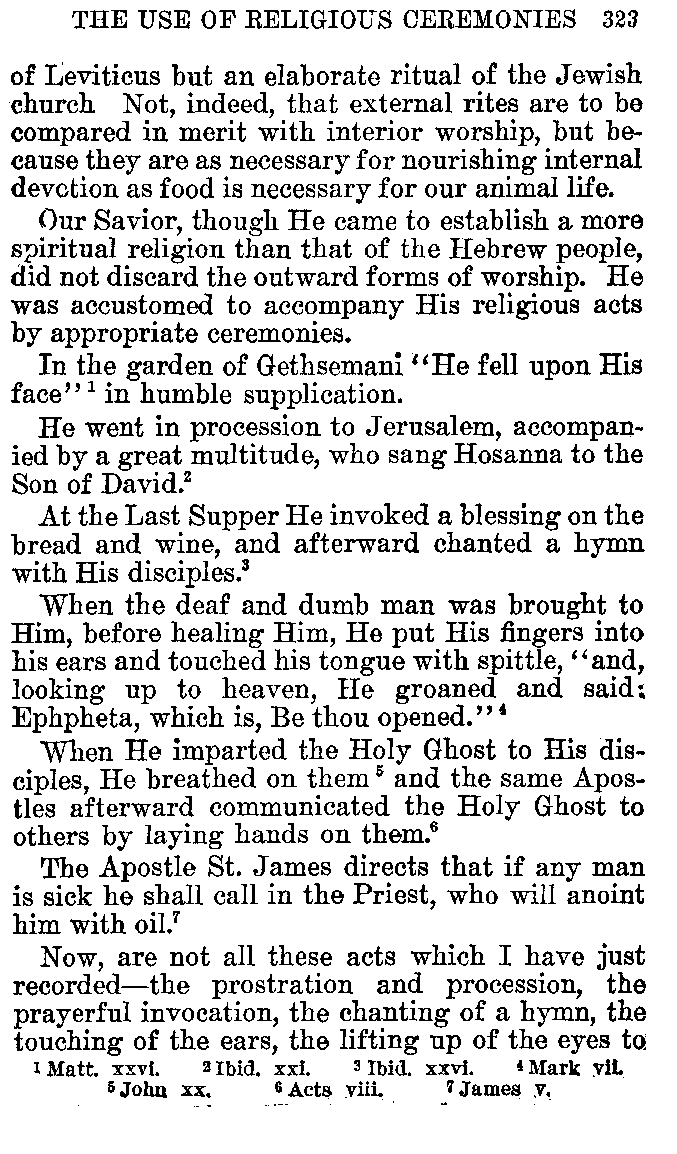 THE USE OF RELIGIOUS CEREMONIES 323
of Leviticus but an elaborate ritual of the Jewish
church Not, indeed, that external rites are to be
compared in merit with interior worship, but be-
cause they are as necessary for nourishing internal
devotion as food is necessary for our animal life.
Our Savior, though He came to establish a more
spiritual religion than that of the Hebrew people,
did not discard the outward forms of worship. He
was accustomed to accompany His religious acts
by appropriate ceremonies.
In the garden of Gethsemani "He fell upon His
face"¹ in humble supplication.
He went in procession to Jerusalem, accompan-
ied by a great multitude, who sang Hosanna to the
Son of David.²
At the Last Supper He invoked a blessing on the
bread and wine, and afterward chanted a hymn
with His disciples.³
When the deaf and dumb man was brought to
Him, before healing Him, He put His fingers into
his ears and touched his tongue with spittle, "and,
looking up to heaven, He groaned and said:
Ephpheta, which is, Be thou opened."⁴
When He imparted the Holy Ghost to His dis-
ciples, He breathed on them⁵ and the same Apos-
tles afterward communicated the Holy Ghost to
others by laying hands on them.⁶
The Apostle St. James directs that if any man
is sick he shall call in the Priest, who will anoint
him with oil.⁷
Now, are not all these acts which I have just
recorded—the prostration and procession, the
prayerful invocation, the chanting of a hymn, the
touching of the ears, the lifting up of the eyes to
¹ Matt. xxvi. ² Ibid. xxi. ³ Ibid. xxvi. ⁴ Mark vii.
⁵ John xx. ⁶ Acts viii. ⁷ James v.